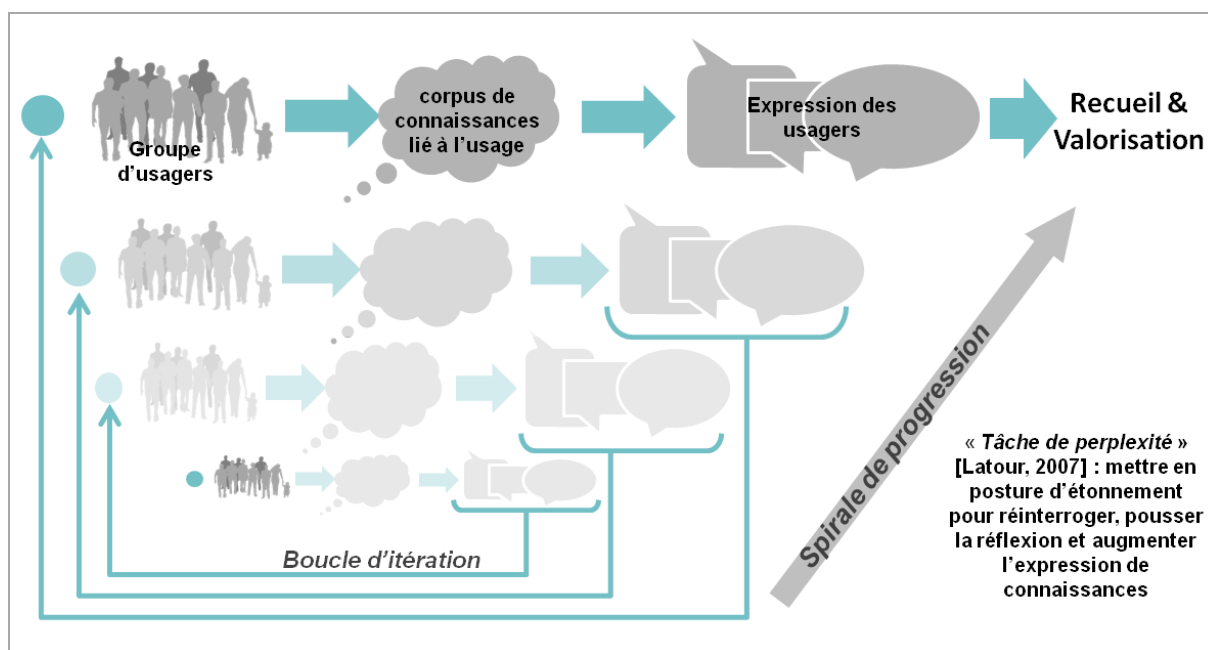 Groupe
d’usagers
corpus de
connaissances
lié à l’usage
Expression des
usagers
Recueil &
Valorisation
Spirale de progression
« Tâche de perplexité »
[Latour, 2007] : mettre en
posture d’étonnement
pour réinterroger, pousser
la réflexion et augmenter
l’expression de
connaissances
Boucle d’itération